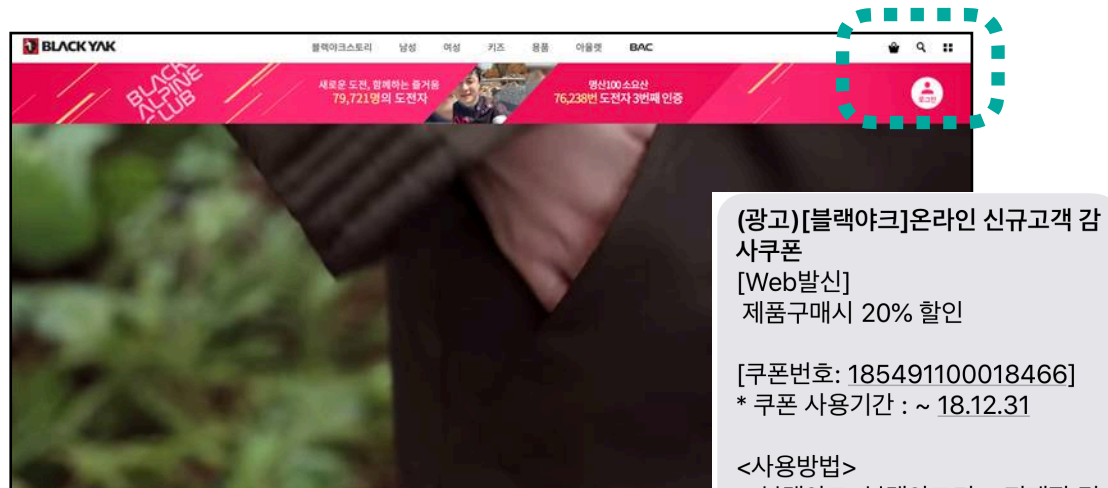 BLACK YAK
블랙야크스토리 남성 여성 키즈 용품 아울렛 BAC
BLACK
ALPINE
CLUB
새로운 도전, 함께하는 즐거움
79,721명의 도전자
명산100 소요산
76,238번 도전자 3번째 인증
로그인
(광고)[블랙야크]온라인 신규고객 감
사쿠폰
[Web발신]
제품구매시 20% 할인
[쿠폰번호: 185491100018466]
* 쿠폰 사용기간 : ~ 18.12.31
<사용방법>